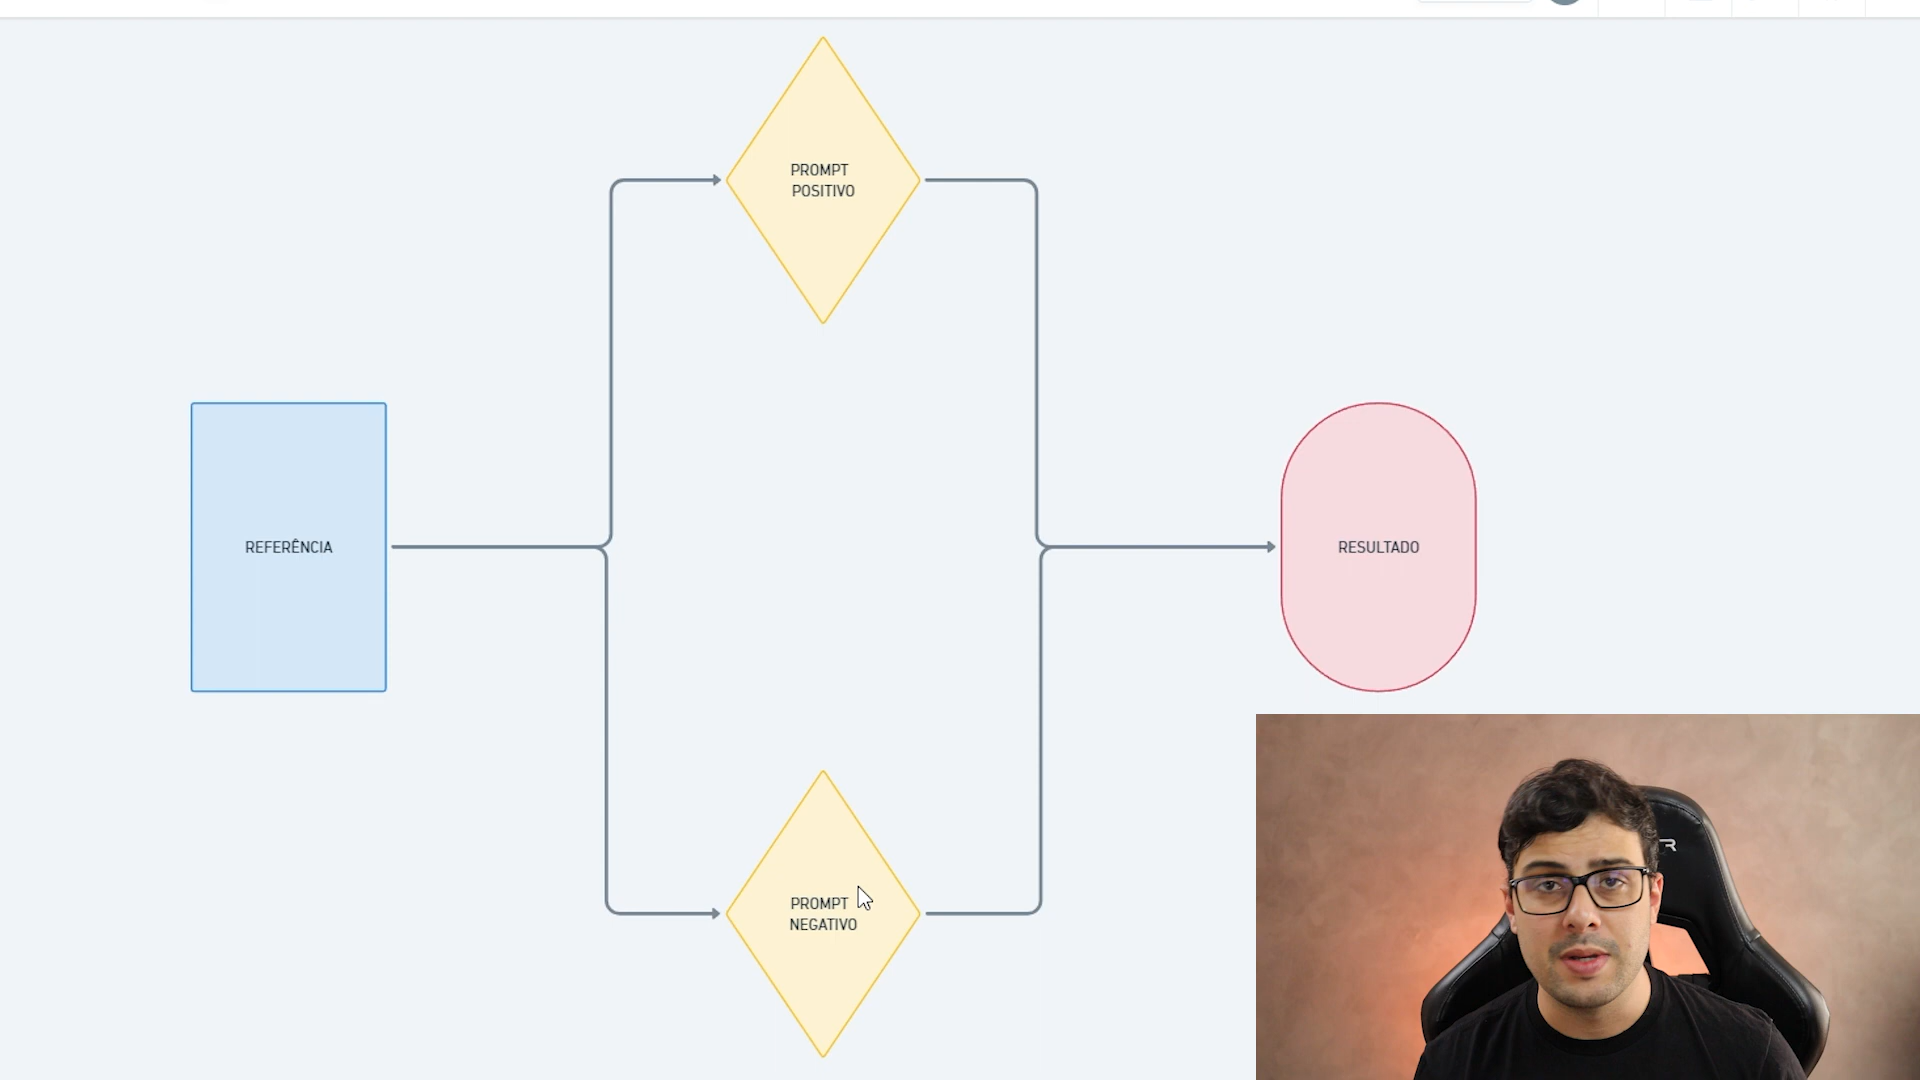 PROMPT
POSITIVO
REFERÊNCIA
RESULTADO
PROMPT
NEGATIVO